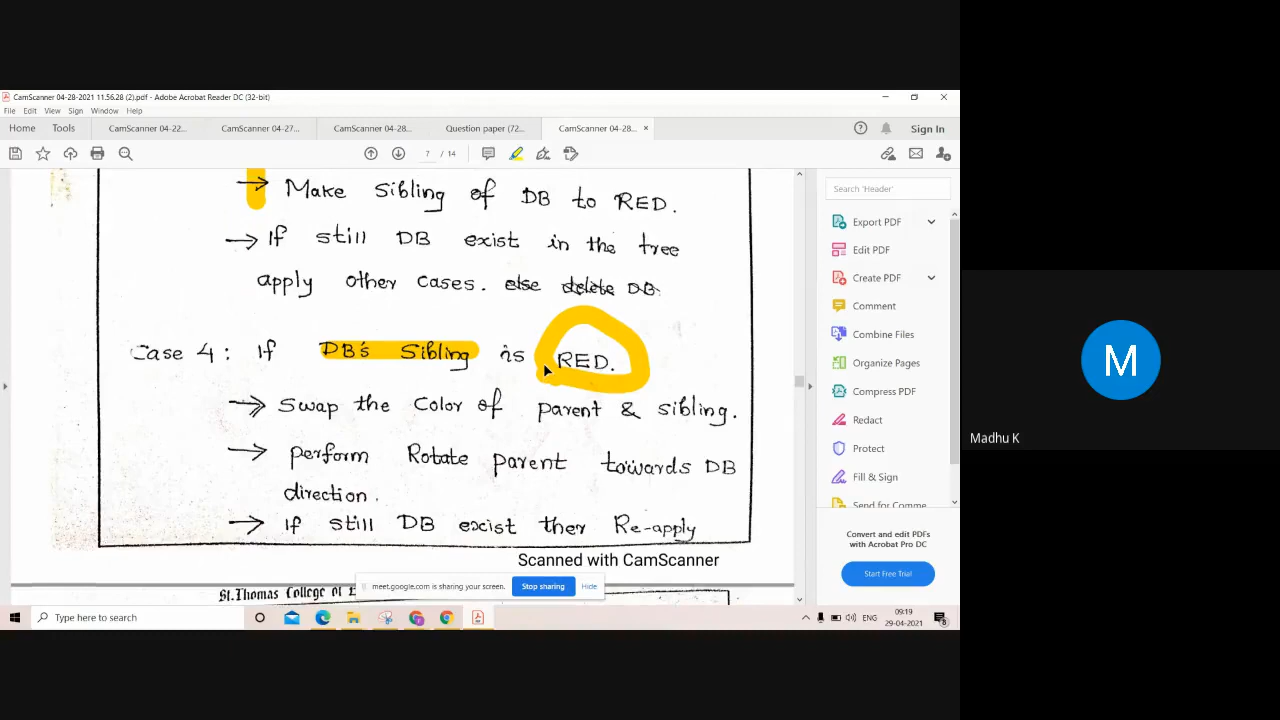 CamScanner 04-28-2021 11.56.28 (2).pdf - Adobe Acrobat Reader DC (32-bit)
File Edit View Sign Window Help
Home Tools CamScanner 04-22... CamScanner 04-27... CamScanner 04-28... Question paper (72... CamScanner 04-28... × Sign In
7 / 14
→ Make Sibling of DB to RED.
→ If still DB exist in the tree
apply other cases. else delete DB.
Case 4 : If DB's Sibling is RED.
→ Swap the Color of parent & sibling.
→ perform Rotate parent towards DB
direction.
→ If still DB exist then Re-apply
Scanned with CamScanner
St.Thomas College of E
meet.google.com is sharing your screen. Stop sharing Hide
Search 'Header'
Export PDF
Edit PDF
Create PDF
Comment
Combine Files
Organize Pages
Compress PDF
Redact
Protect
Fill & Sign
Send for Comme
Convert and edit PDFs
with Acrobat Pro DC
Start Free Trial
Type here to search
ENG
09:19
29-04-2021
8
M
Madhu K